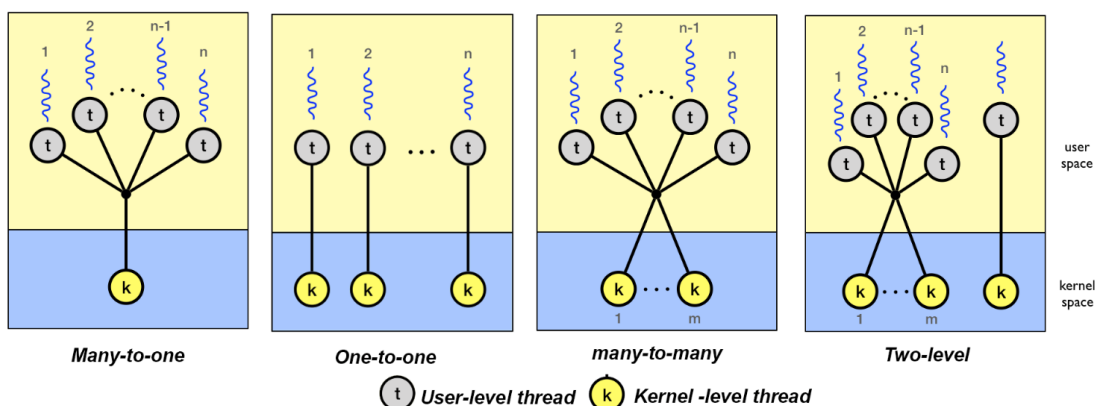 1 2 n-1 n
t t t t
k
Many-to-one
1 2 n
t t ... t
k k k
One-to-one
1 2 n-1 n
t t t t
k ... k
1 m
many-to-many
1 2 n-1 n
t t t t t
k ... k k
1 m
Two-level
user
space
kernel
space
t User-level thread
k Kernel -level thread